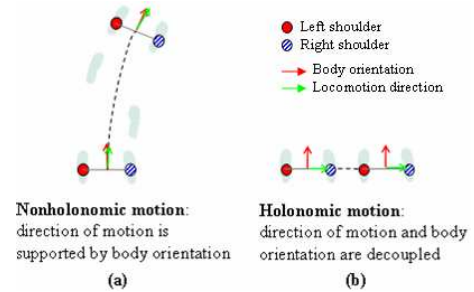 Left shoulder
Right shoulder
Body orientation
Locomotion direction
Nonholonomic motion:
direction of motion is
supported by body orientation
(a)
Holonomic motion:
direction of motion and body
orientation are decoupled
(b)